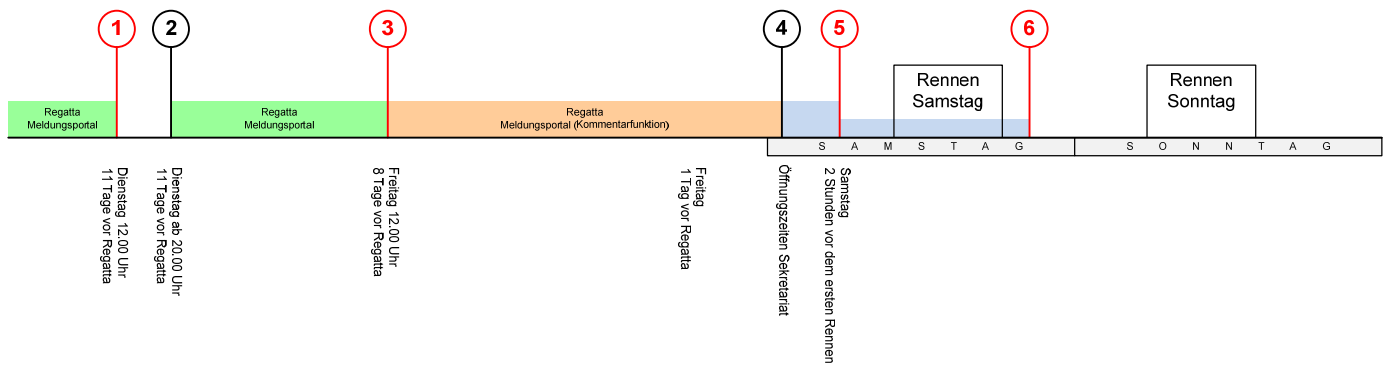 1
2
3
4
5
6
Rennen
Samstag
Rennen
Sonntag
Regatta
Meldungsportal
Regatta
Meldungsportal
Regatta
Meldungsportal (Kommentarfunktion)
S A M S T A G
S O N N T A G
Dienstag 12.00 Uhr
11 Tage vor Regatta
Dienstag ab 20.00 Uhr
11 Tage vor Regatta
Freitag 12.00 Uhr
8 Tage vor Regatta
Freitag
1 Tag vor Regatta
Öffnungszeiten Sekretariat
Samstag
2 Stunden vor dem ersten Rennen